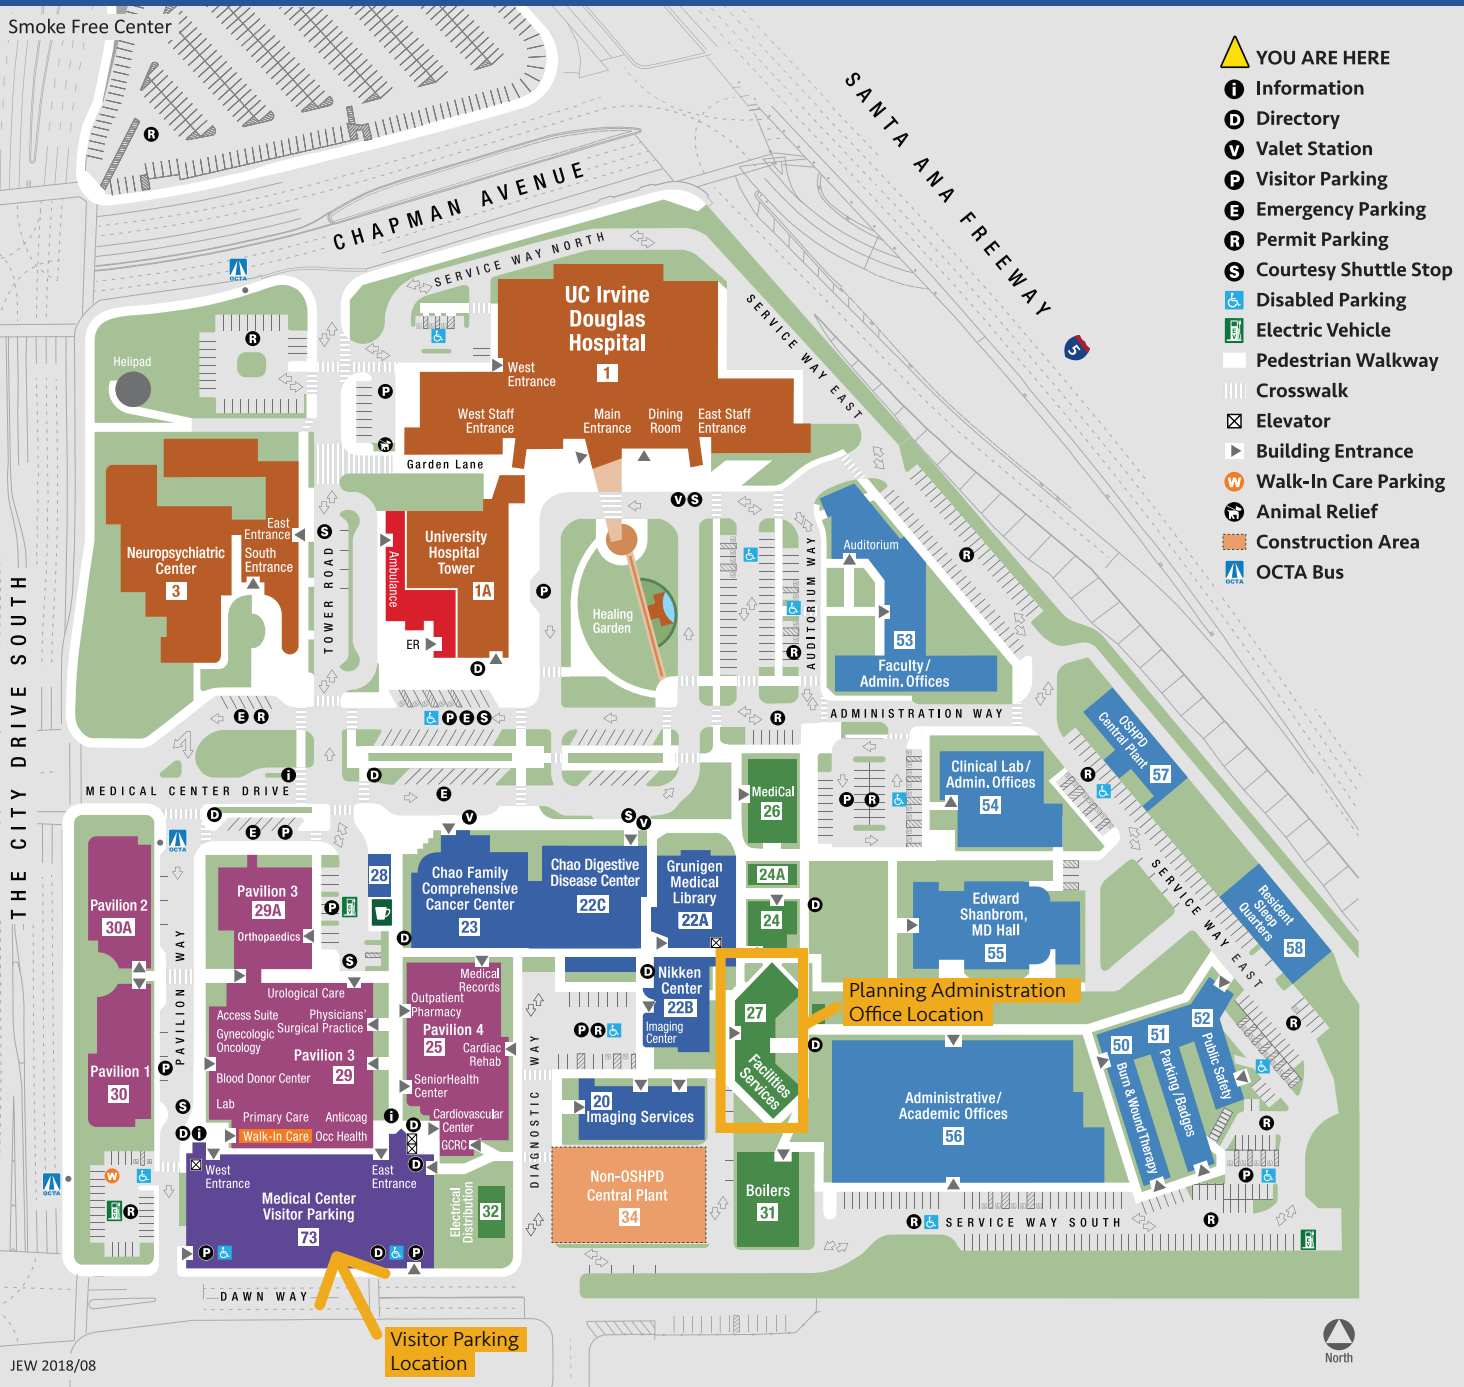 Smoke Free Center
SANTA ANA FREEWAY
5
CHAPMAN AVENUE
YOU ARE HERE
i Information
D Directory
V Valet Station
P Visitor Parking
E Emergency Parking
R Permit Parking
S Courtesy Shuttle Stop
Disabled Parking
EV Electric Vehicle
Pedestrian Walkway
Crosswalk
Elevator
Building Entrance
W Walk-In Care Parking
Animal Relief
Construction Area
OCTA OCTA Bus
R
OCTA
SERVICE WAY NORTH
SERVICE WAY EAST
UC Irvine
Douglas
Hospital
1
West
Entrance
West Staff
Entrance
Main
Entrance
Dining
Room
East Staff
Entrance
R
Helipad
P
Garden Lane
V S
East
Entrance
South
Entrance
Neuropsychiatric
Center
3
S
TOWER ROAD
Ambulance
University
Hospital
Tower
1A
ER
D
P
Healing
Garden
AUDITORIUM WAY
R
Auditorium
R
53
Faculty/
Admin. Offices
THE CITY DRIVE SOUTH
E R
P E S
R
ADMINISTRATION WAY
OSHPD
Central Plant
57
i
D
MEDICAL CENTER DRIVE
E
MediCal
26
P R
Clinical Lab/
Admin. Offices
54
R
D
E P
V
S V
OCTA
SERVICE WAY EAST
Pavilion 2
30A
Pavilion 3
29A
Orthopaedics
P
EV
28
D
S
Chao Family
Comprehensive
Cancer Center
23
Chao Digestive
Disease Center
22C
Grunigen
Medical
Library
22A
24A
24
D
Edward
Shanbrom,
MD Hall
55
Resident
Sleep
Quarters
58
PAVILION WAY
Pavilion 1
30
P
S
D i
Urological Care
Access Suite
Physicians'
Surgical Practice
Gynecologic
Oncology
Pavilion 3
29
Blood Donor Center
Lab
Primary Care
Anticoag
Walk-In Care
Occ Health
i
D
D
Medical
Records
Outpatient
Pharmacy
Pavilion 4
25
Cardiac
Rehab
SeniorHealth
Center
Cardiovascular
Center
GCRC
DIAGNOSTIC WAY
P R
D
Nikken
Center
22B
Imaging
Center
27
Facilities
Services
Planning Administration
Office Location
D
Administrative/
Academic Offices
56
50
51
52
Burn & Wound Therapy
Parking/Badges
Public Safety
R
R
P
R
20
Imaging Services
Non-OSHPD
Central Plant
34
Boilers
31
OCTA
W
EV
R
West
Entrance
East
Entrance
Medical Center
Visitor Parking
73
P
D
P
Electrical
Distribution
32
R
SERVICE WAY SOUTH
EV
DAWN WAY
Visitor Parking
Location
JEW 2018/08
North